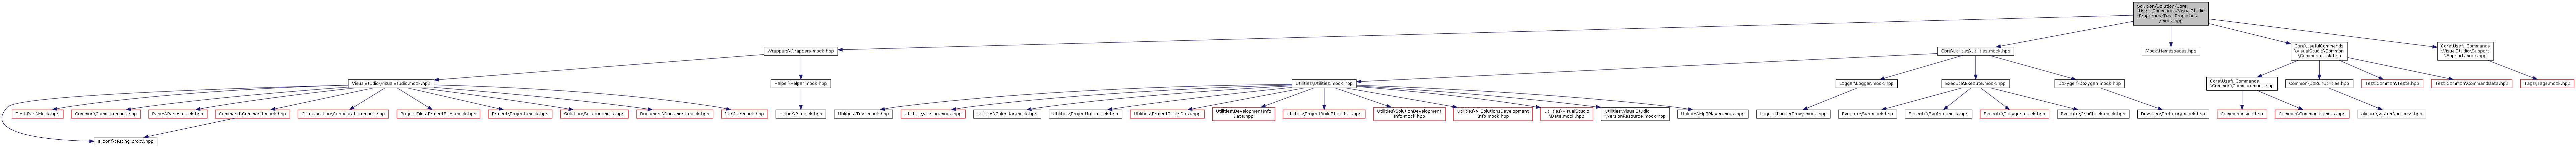 Solution/Solution/Core
/UsefulCommands/VisualStudio
/Properties/Test.Properties
/mock.hpp
Wrappers\Wrappers.mock.hpp
Core\Utilities\Utilities.mock.hpp
Mock\Namespaces.hpp
Core\UsefulCommands
\VisualStudio\Common
\Common.mock.hpp
Core\UsefulCommands
\VisualStudio\Support
\Support.mock.hpp
VisualStudio\VisualStudio.mock.hpp
Helper\Helper.mock.hpp
Utilities\Utilities.mock.hpp
Logger\Logger.mock.hpp
Execute\Execute.mock.hpp
Doxygen\Doxygen.mock.hpp
Core\UsefulCommands
\Common\Common.mock.hpp
Common\DoRunUtilities.hpp
Test.Common\Tests.hpp
Test.Common\CommandData.hpp
Tags\Tags.mock.hpp
Test.Part\Mock.hpp
Common\Common.mock.hpp
Panes\Panes.mock.hpp
Command\Command.mock.hpp
Configuration\Configuration.mock.hpp
ProjectFiles\ProjectFiles.mock.hpp
Project\Project.mock.hpp
Solution\Solution.mock.hpp
Document\Document.mock.hpp
Ide\Ide.mock.hpp
Helper\Io.mock.hpp
Utilities\Text.mock.hpp
Utilities\Version.mock.hpp
Utilities\Calendar.mock.hpp
Utilities\ProjectInfo.mock.hpp
Utilities\ProjectTasksData.hpp
Utilities\DevelopmentInfo
Data.hpp
Utilities\ProjectBuildStatistics.hpp
Utilities\SolutionDevelopment
Info.mock.hpp
Utilities\AllSolutionsDevelopment
Info.mock.hpp
Utilities\VisualStudio
\Data.mock.hpp
Utilities\VisualStudio
\VersionResource.mock.hpp
Utilities\Mp3Player.mock.hpp
Logger\LoggerProxy.mock.hpp
Execute\Svn.mock.hpp
Execute\SvnInfo.mock.hpp
Execute\Doxygen.mock.hpp
Execute\CppCheck.mock.hpp
Doxygen\Prefatory.mock.hpp
Common.inside.hpp
Common\Commands.mock.hpp
alicorn\system\process.hpp
alicorn\testing\proxy.hpp